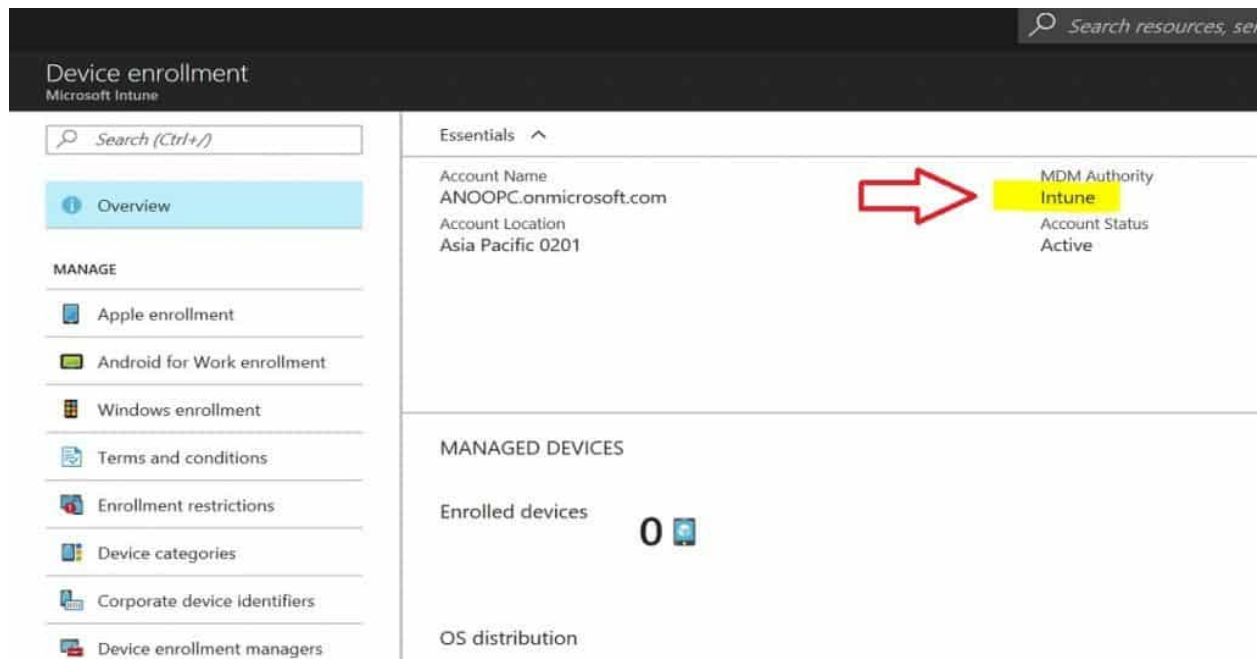 Search resources, ser
Device enrollment
Microsoft Intune
Search (Ctrl+/)
Overview
MANAGE
Apple enrollment
Android for Work enrollment
Windows enrollment
Terms and conditions
Enrollment restrictions
Device categories
Corporate device identifiers
Device enrollment managers
Essentials
Account Name
ANOOPC.onmicrosoft.com
Account Location
Asia Pacific 0201
MDM Authority
Intune
Account Status
Active
MANAGED DEVICES
Enrolled devices
0
OS distribution